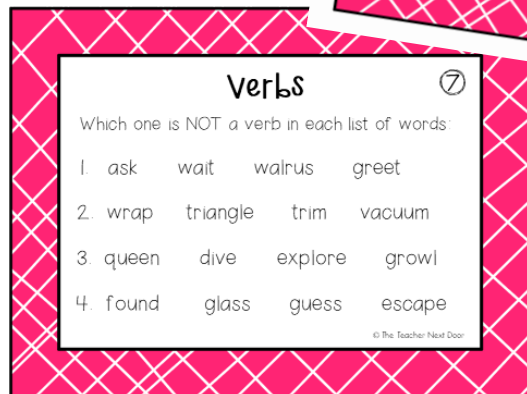 Verbs
7
Which one is NOT a verb in each list of words:
1. ask wait walrus greet
2. wrap triangle trim vacuum
3. queen dive explore growl
4. found glass guess escape
© The Teacher Next Door